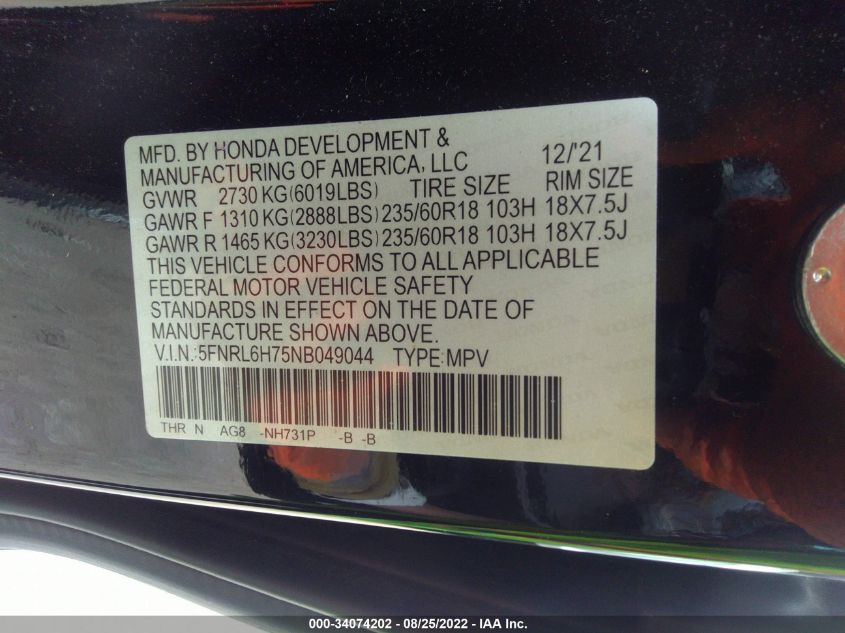 MFD. BY HONDA DEVELOPMENT &
MANUFACTURING OF AMERICA, LLC 12/'21
GVWR 2730 KG(6019LBS) TIRE SIZE RIM SIZE
GAWR F 1310 KG(2888LBS) 235/60R18 103H 18X7.5J
GAWR R 1465 KG(3230LBS) 235/60R18 103H 18X7.5J
THIS VEHICLE CONFORMS TO ALL APPLICABLE
FEDERAL MOTOR VEHICLE SAFETY
STANDARDS IN EFFECT ON THE DATE OF
MANUFACTURE SHOWN ABOVE.
V.I.N.:5FNRL6H75NB049044 TYPE:MPV
THR N AG8 -NH731P -B -B
000-34074202 - 08/25/2022 - IAA, Inc.